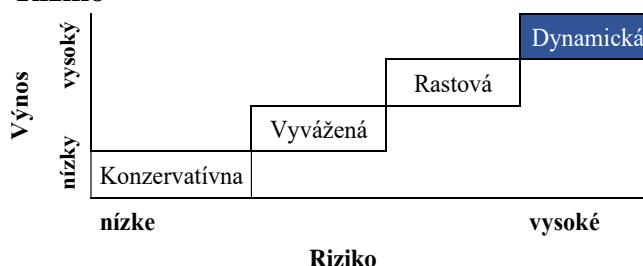 vysoký
Dynamická
Rastová
Výnos
Vyvážená
nízky
Konzervatívna
nízke
vysoké
Riziko